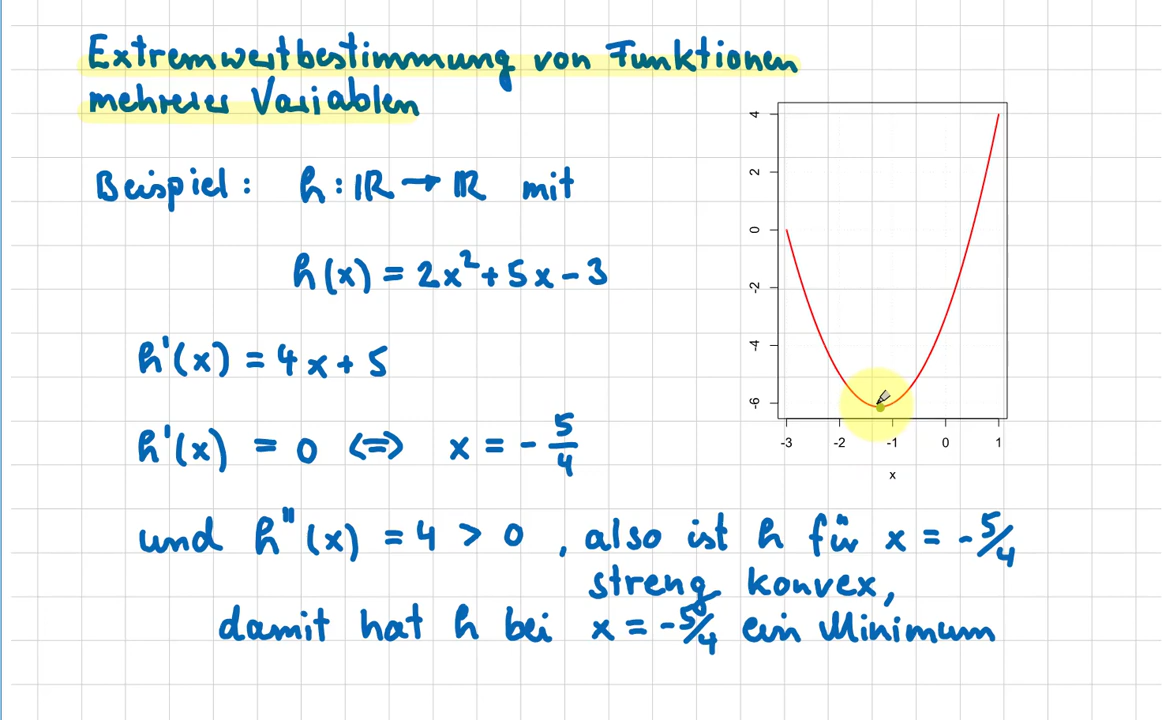 Extremwertbestimmung von Funktionen
mehrerer Variablen
Beispiel: h: ℝ → ℝ mit
h(x) = 2x² + 5x - 3
h'(x) = 4x + 5
h'(x) = 0 <=> x = - 5/4
und h''(x) = 4 > 0, also ist h für x = -5/4
streng konvex,
damit hat h bei x = -5/4 ein Minimum
4
2
0
-2
-4
-6
-3 -2 -1 0 1
x